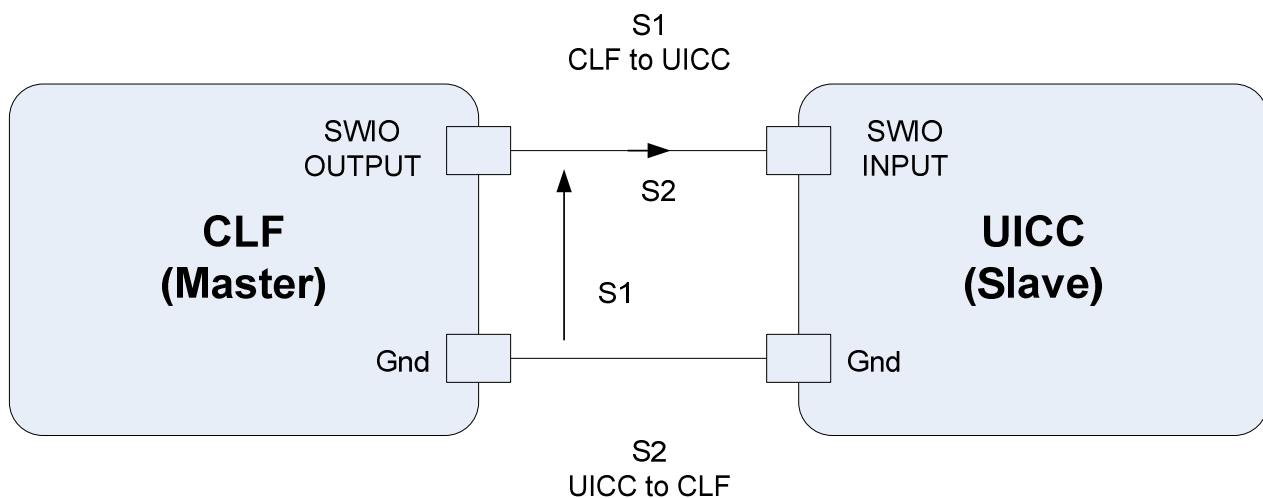 S1
CLF to UICC
SWIO
OUTPUT
SWIO
INPUT
S2
CLF
(Master)
UICC
(Slave)
S1
Gnd
Gnd
S2
UICC to CLF